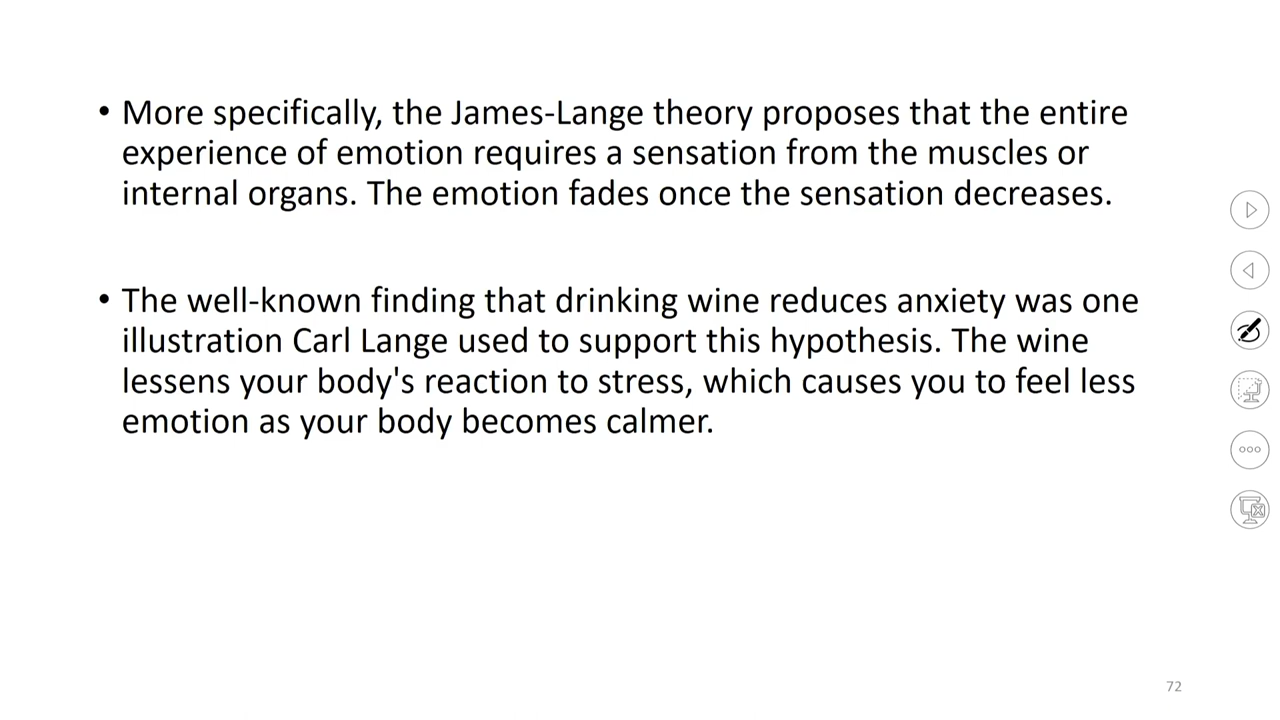 • More specifically, the James-Lange theory proposes that the entire
experience of emotion requires a sensation from the muscles or
internal organs. The emotion fades once the sensation decreases.
• The well-known finding that drinking wine reduces anxiety was one
illustration Carl Lange used to support this hypothesis. The wine
lessens your body's reaction to stress, which causes you to feel less
emotion as your body becomes calmer.
72